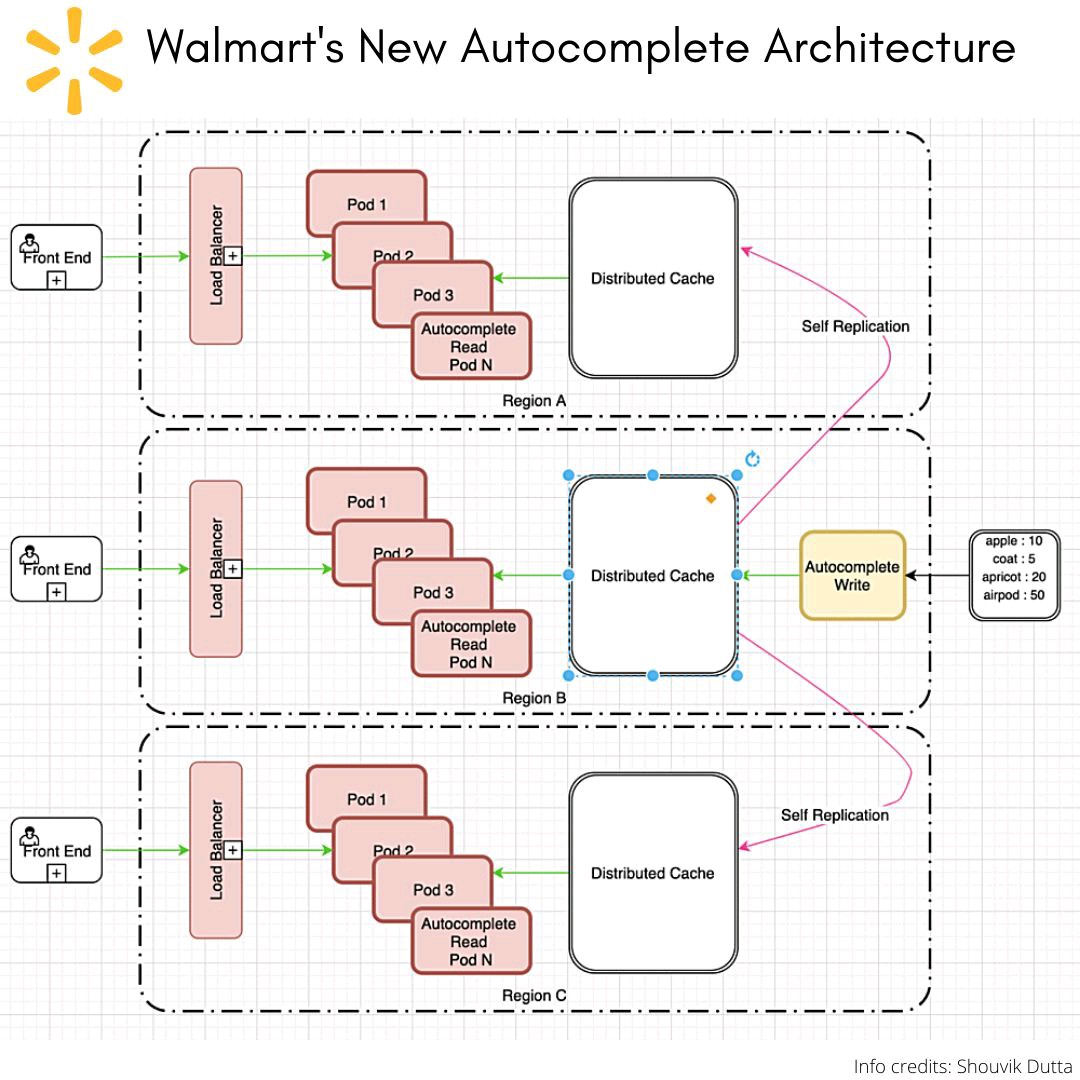 Walmart's New Autocomplete Architecture
Front End
Load Balancer
Pod 1
Pod 2
Pod 3
Autocomplete
Read
Pod N
Distributed Cache
Self Replication
Region A
Front End
Load Balancer
Pod 1
Pod 2
Pod 3
Autocomplete
Read
Pod N
Distributed Cache
Autocomplete
Write
apple : 10
coat : 5
apricot : 20
airpod : 50
Region B
Front End
Load Balancer
Pod 1
Pod 2
Pod 3
Autocomplete
Read
Pod N
Distributed Cache
Self Replication
Region C
Info credits: Shouvik Dutta